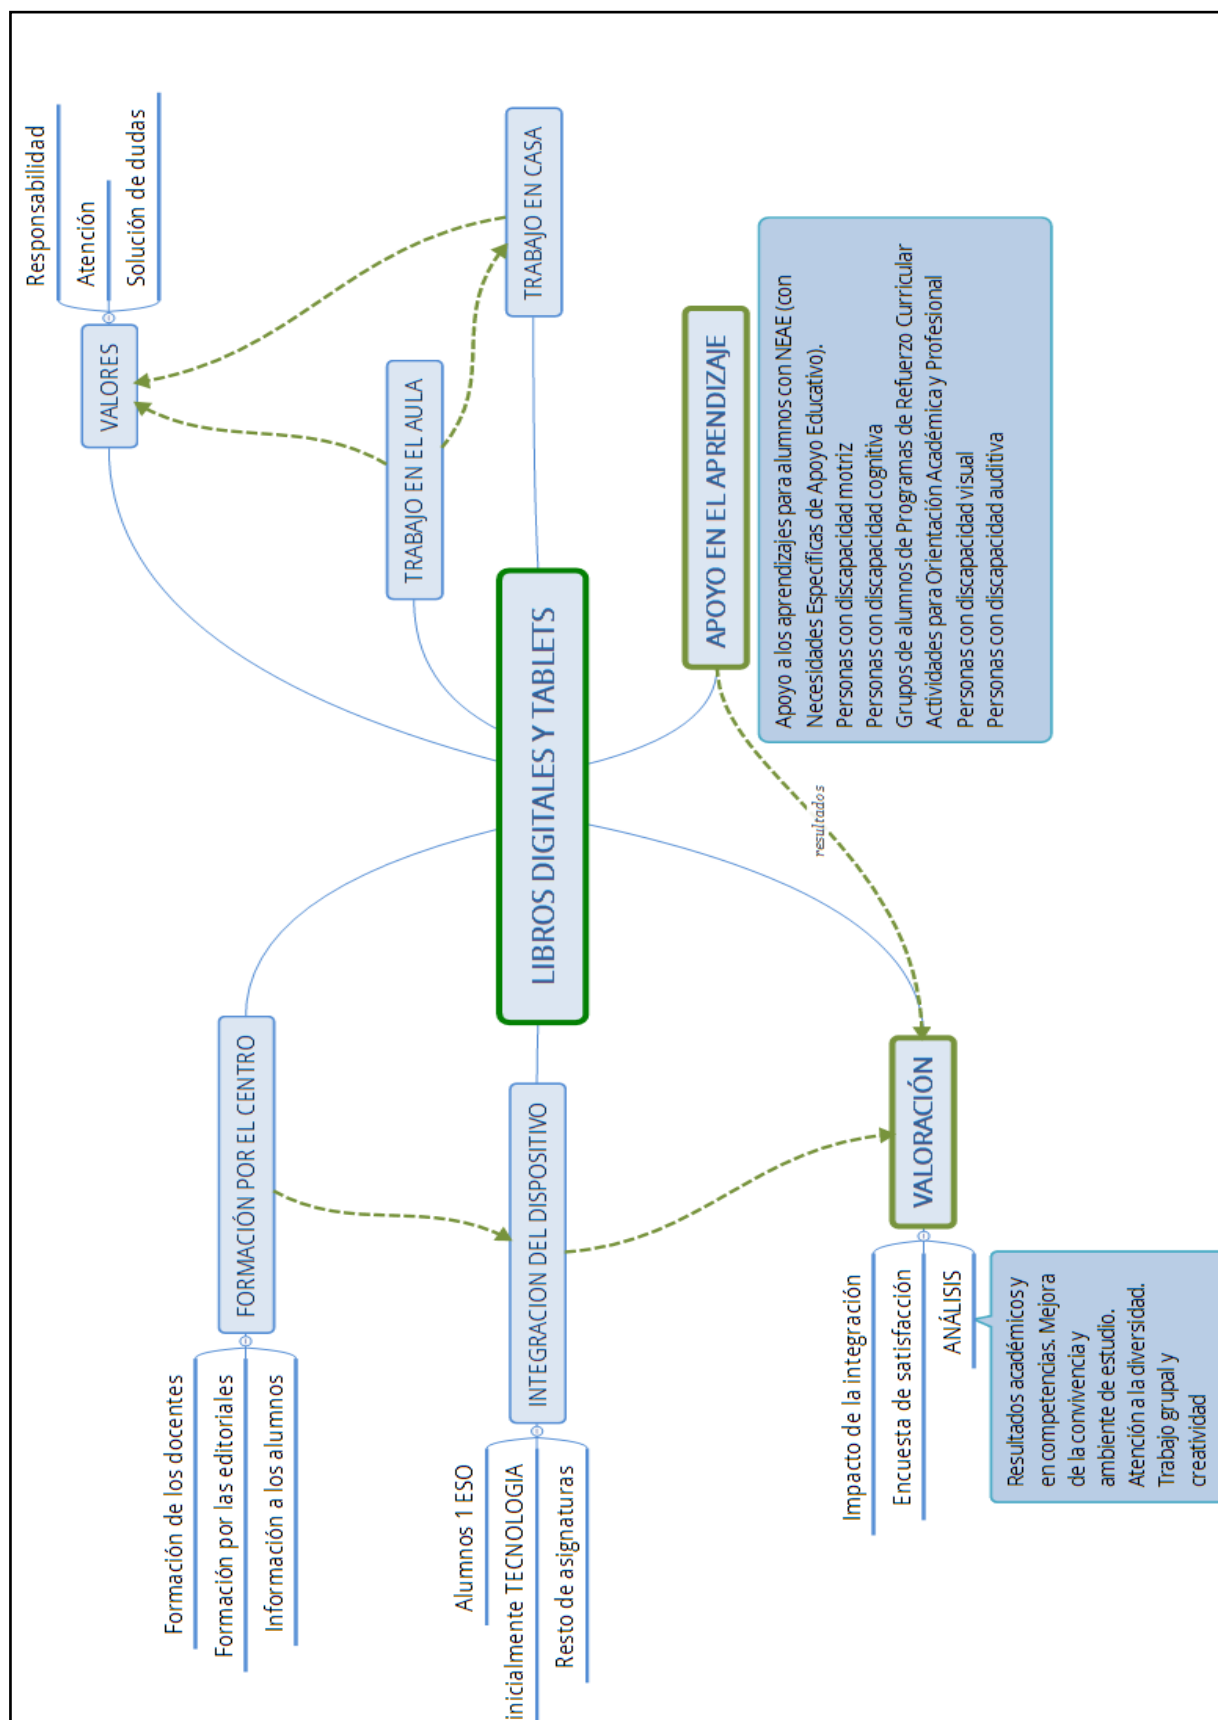 Formación de los docentes
Formación por las editoriales
Información a los alumnos
FORMACIÓN POR EL CENTRO
VALORES
Responsabilidad
Atención
Solución de dudas
TRABAJO EN EL AULA
TRABAJO EN CASA
Alumnos 1 ESO
inicialmente TECNOLOGIA
Resto de asignaturas
INTEGRACION DEL DISPOSITIVO
LIBROS DIGITALES Y TABLETS
APOYO EN EL APRENDIZAJE
Apoyo a los aprendizajes para alumnos con NEAE (con
Necesidades Específicas de Apoyo Educativo).
Personas con discapacidad motriz
Personas con discapacidad cognitiva
Grupos de alumnos de Programas de Refuerzo Curricular
Actividades para Orientación Académica y Profesional
Personas con discapacidad visual
Personas con discapacidad auditiva
resultados
Impacto de la integración
Encuesta de satisfacción
ANÁLISIS
VALORACIÓN
Resultados académicos y
en competencias. Mejora
de la convivencia y
ambiente de estudio.
Atención a la diversidad.
Trabajo grupal y
creatividad